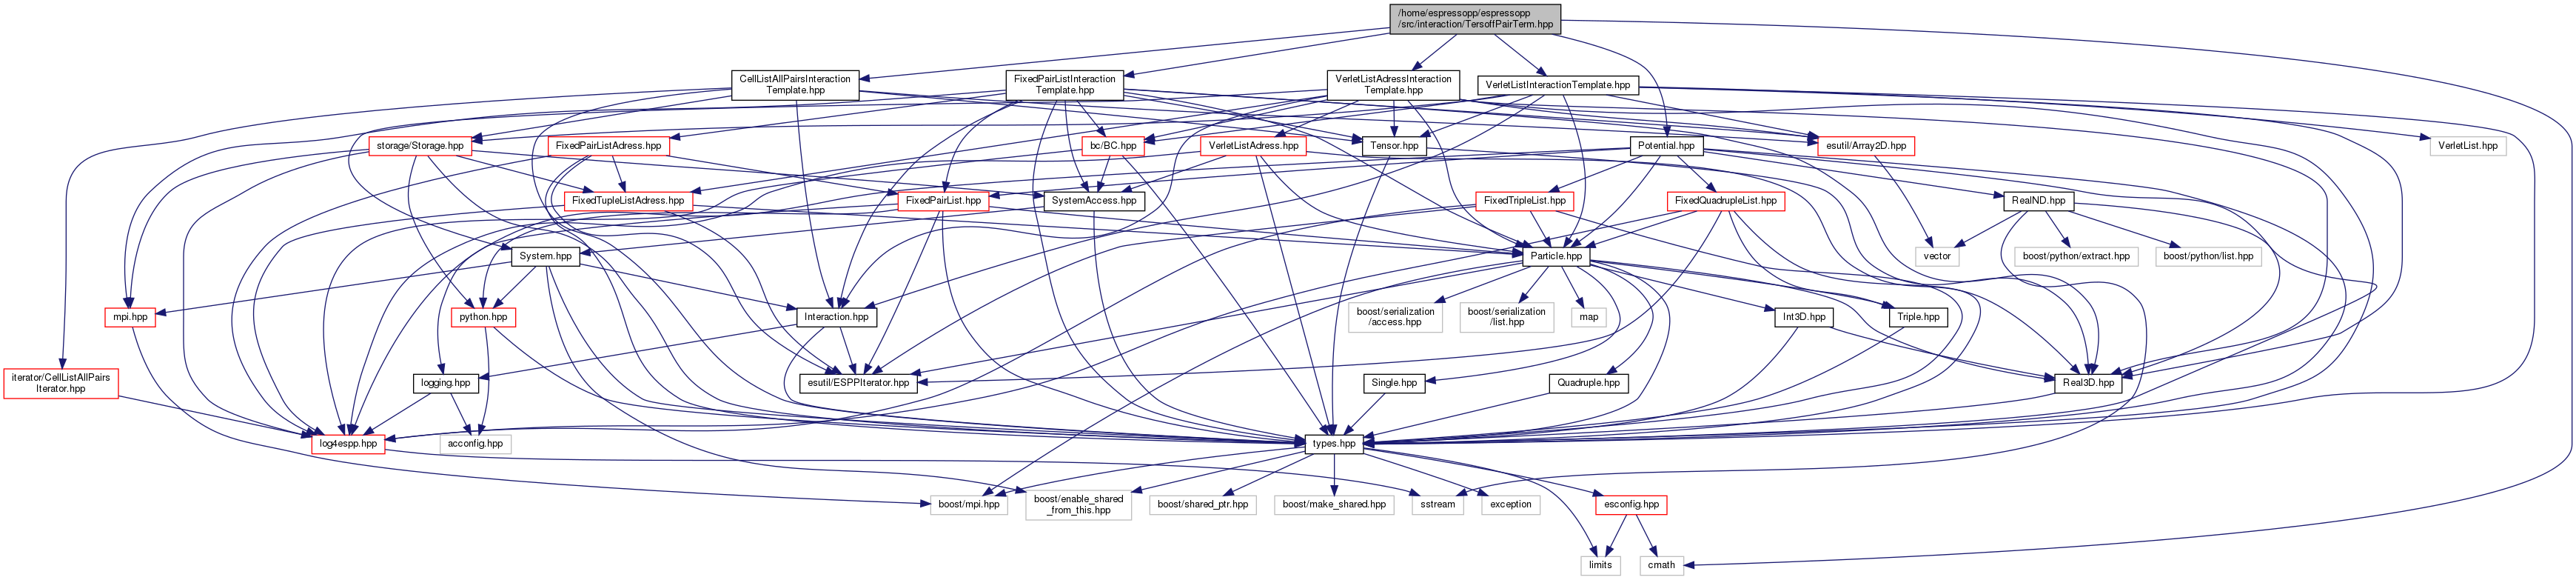 /home/espressopp/espressopp
/src/interaction/TersoffPairTerm.hpp
CellListAllPairsInteraction
Template.hpp
FixedPairListInteraction
Template.hpp
VerletListAdressInteraction
Template.hpp
VerletListInteractionTemplate.hpp
storage/Storage.hpp
FixedPairListAdress.hpp
bc/BC.hpp
VerletListAdress.hpp
Tensor.hpp
Potential.hpp
esutil/Array2D.hpp
VerletList.hpp
FixedTupleListAdress.hpp
FixedPairList.hpp
SystemAccess.hpp
FixedTripleList.hpp
FixedQuadrupleList.hpp
RealND.hpp
System.hpp
Particle.hpp
vector
boost/python/extract.hpp
boost/python/list.hpp
mpi.hpp
python.hpp
Interaction.hpp
boost/serialization
/access.hpp
boost/serialization
/list.hpp
map
Int3D.hpp
Triple.hpp
iterator/CellListAllPairs
Iterator.hpp
logging.hpp
esutil/ESPPIterator.hpp
Single.hpp
Quadruple.hpp
Real3D.hpp
log4espp.hpp
acconfig.hpp
types.hpp
boost/mpi.hpp
boost/enable_shared
_from_this.hpp
boost/shared_ptr.hpp
boost/make_shared.hpp
sstream
exception
esconfig.hpp
limits
cmath